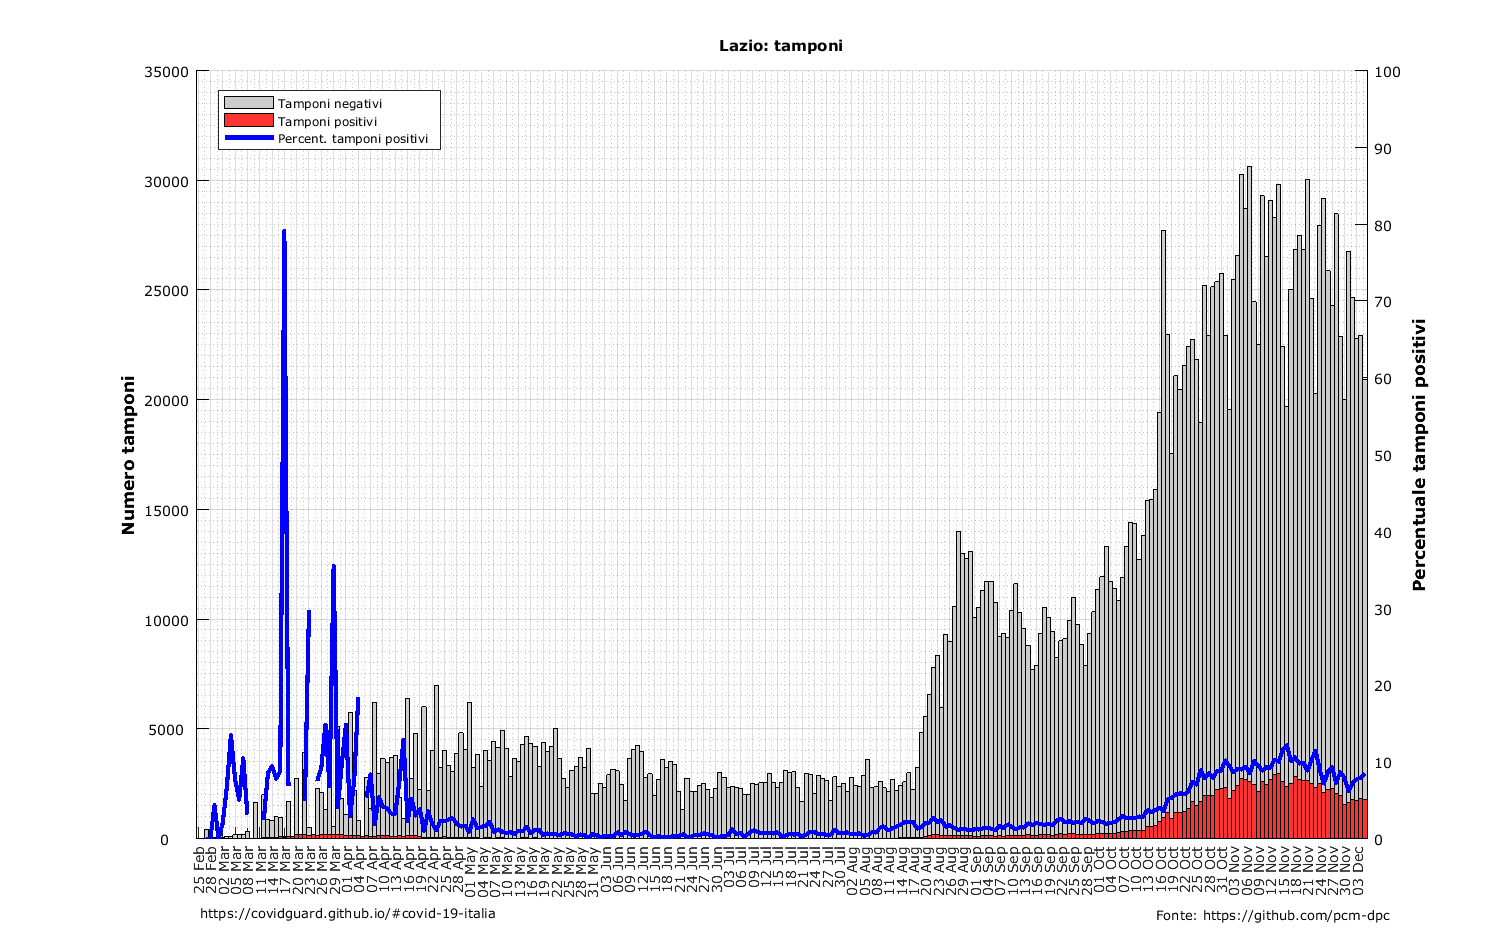 Lazio: tamponi
Tamponi negativi
Tamponi positivi
Percent. tamponi positivi
Numero tamponi
35000
30000
25000
20000
15000
10000
5000
0
Percentuale tamponi positivi
100
90
80
70
60
50
40
30
20
10
0
25 Feb
28 Feb
02 Mar
05 Mar
08 Mar
11 Mar
14 Mar
17 Mar
20 Mar
23 Mar
26 Mar
29 Mar
01 Apr
04 Apr
07 Apr
10 Apr
13 Apr
16 Apr
19 Apr
22 Apr
25 Apr
28 Apr
01 May
04 May
07 May
10 May
13 May
16 May
19 May
22 May
25 May
28 May
31 May
03 Jun
06 Jun
09 Jun
12 Jun
15 Jun
18 Jun
21 Jun
24 Jun
27 Jun
30 Jun
03 Jul
06 Jul
09 Jul
12 Jul
15 Jul
18 Jul
21 Jul
24 Jul
27 Jul
30 Jul
02 Aug
05 Aug
08 Aug
11 Aug
14 Aug
17 Aug
20 Aug
23 Aug
26 Aug
29 Aug
01 Sep
04 Sep
07 Sep
10 Sep
13 Sep
16 Sep
19 Sep
22 Sep
25 Sep
28 Sep
01 Oct
04 Oct
07 Oct
10 Oct
13 Oct
16 Oct
19 Oct
22 Oct
25 Oct
28 Oct
31 Oct
03 Nov
06 Nov
09 Nov
12 Nov
15 Nov
18 Nov
21 Nov
24 Nov
27 Nov
30 Nov
03 Dec
https://covidguard.github.io/#covid-19-italia
Fonte: https://github.com/pcm-dpc